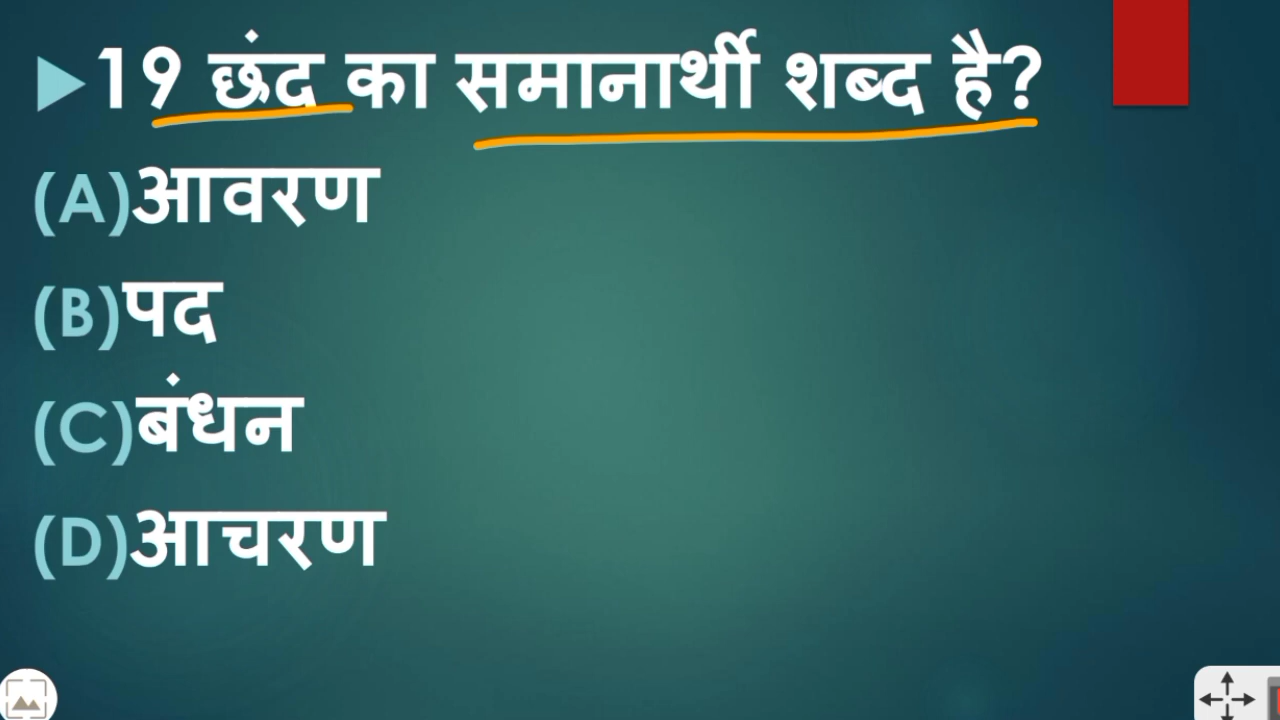 19 छंद का समानार्थी शब्द है?
(A)आवरण
(B)पद
(C)बंधन
(D)आचरण